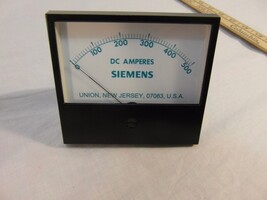 0 100 200 300 400 500
DC AMPERES
SIEMENS
UNION, NEW JERSEY, 07083, U.S.A.